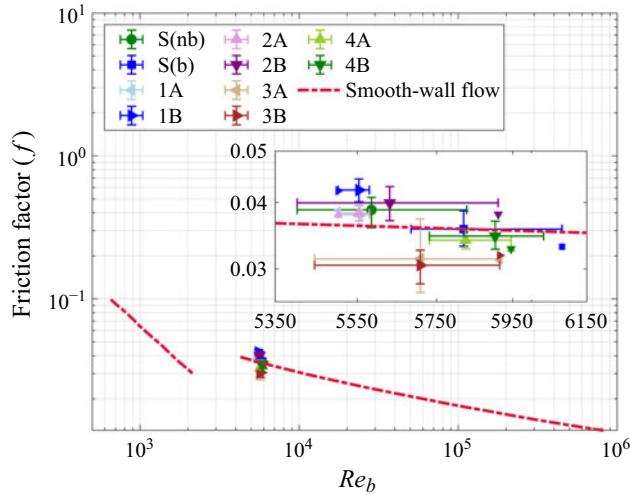 10^1
10^0
10^-1
Friction factor (f)
S(nb)
S(b)
1A
1B
2A
2B
3A
3B
4A
4B
Smooth-wall flow
0.05
0.04
0.03
5350
5550
5750
5950
6150
10^3
10^4
10^5
10^6
Re_b